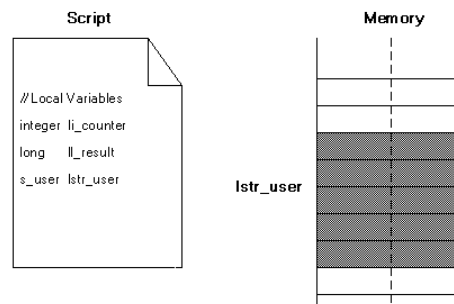 Script
Memory
//Local Variables
integer li_counter
long ll_result
s_user lstr_user
lstr_user